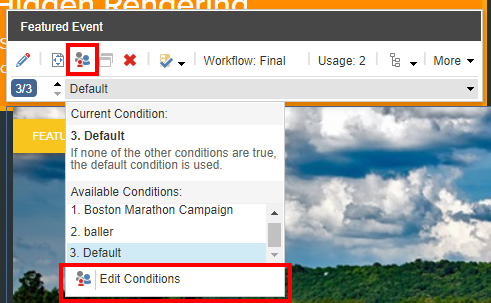 Hidden Rendering
Featured Event
Workflow: Final
Usage: 2
More
3/3
Default
Current Condition:
FEATU
3. Default
If none of the other conditions are true,
the default condition is used.
Available Conditions:
1. Boston Marathon Campaign
2. baller
3. Default
Edit Conditions